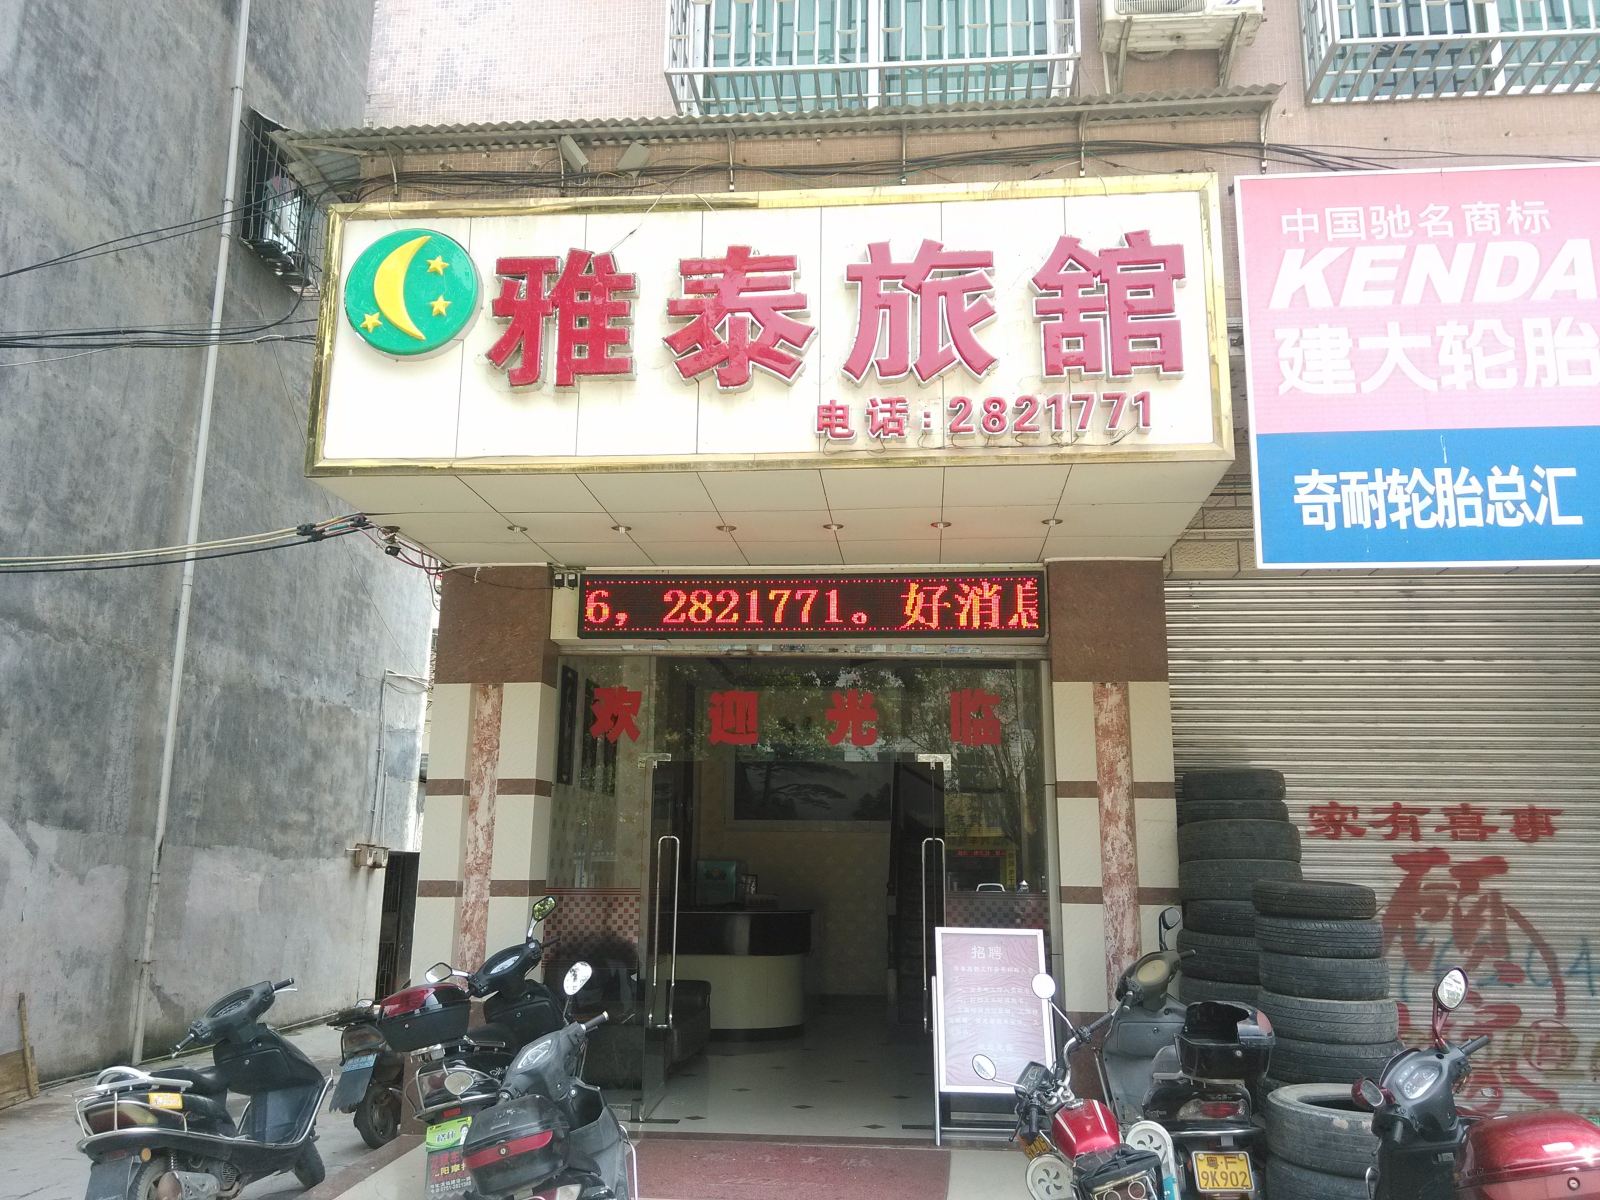 雅泰旅舘
电话:2821771
中国驰名商标
KENDA
建大轮胎
奇耐轮胎总汇
6，2821771。好消息
欢迎光临
家有喜事
招聘
粤·F
9K902